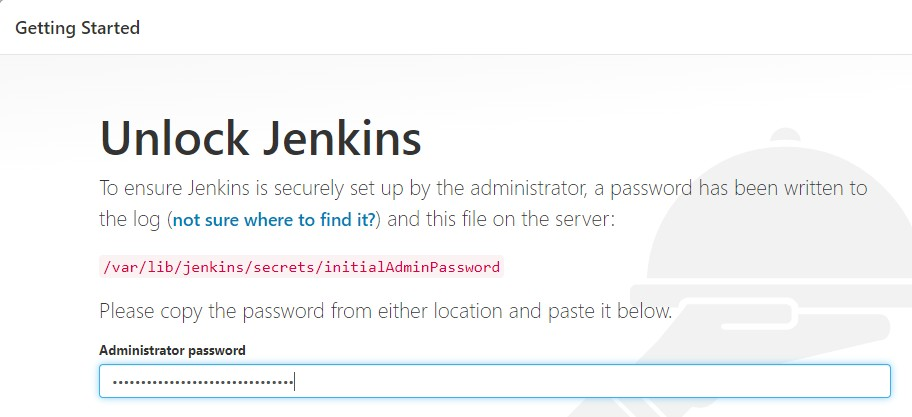 Getting Started
Unlock Jenkins
To ensure Jenkins is securely set up by the administrator, a password has been written to
the log (not sure where to find it?) and this file on the server:
/var/lib/jenkins/secrets/initialAdminPassword
Please copy the password from either location and paste it below.
Administrator password